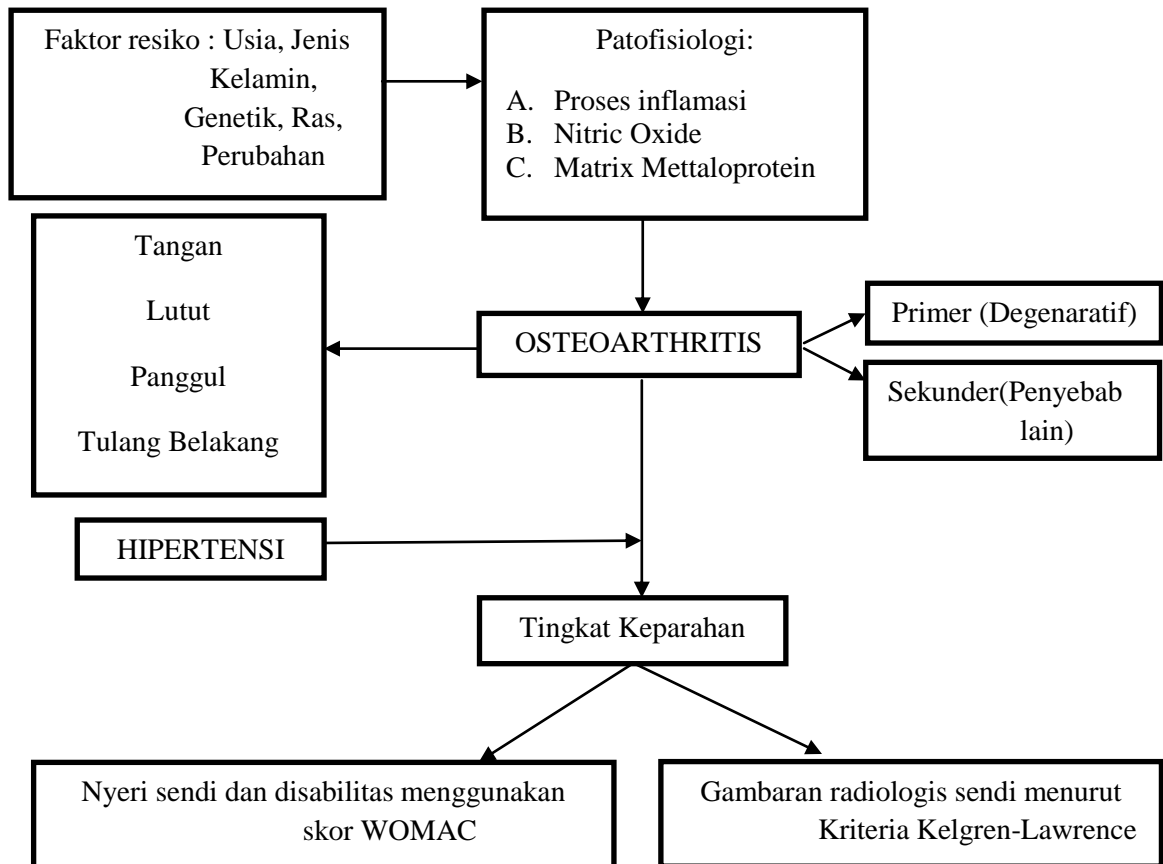 Faktor resiko : Usia, Jenis
Kelamin,
Genetik, Ras,
Perubahan
Patofisiologi:
A. Proses inflamasi
B. Nitric Oxide
C. Matrix Mettaloprotein
Tangan
Lutut
Panggul
Tulang Belakang
OSTEOARTHRITIS
Primer (Degenaratif)
Sekunder(Penyebab
lain)
HIPERTENSI
Tingkat Keparahan
Nyeri sendi dan disabilitas menggunakan
skor WOMAC
Gambaran radiologis sendi menurut
Kriteria Kelgren-Lawrence